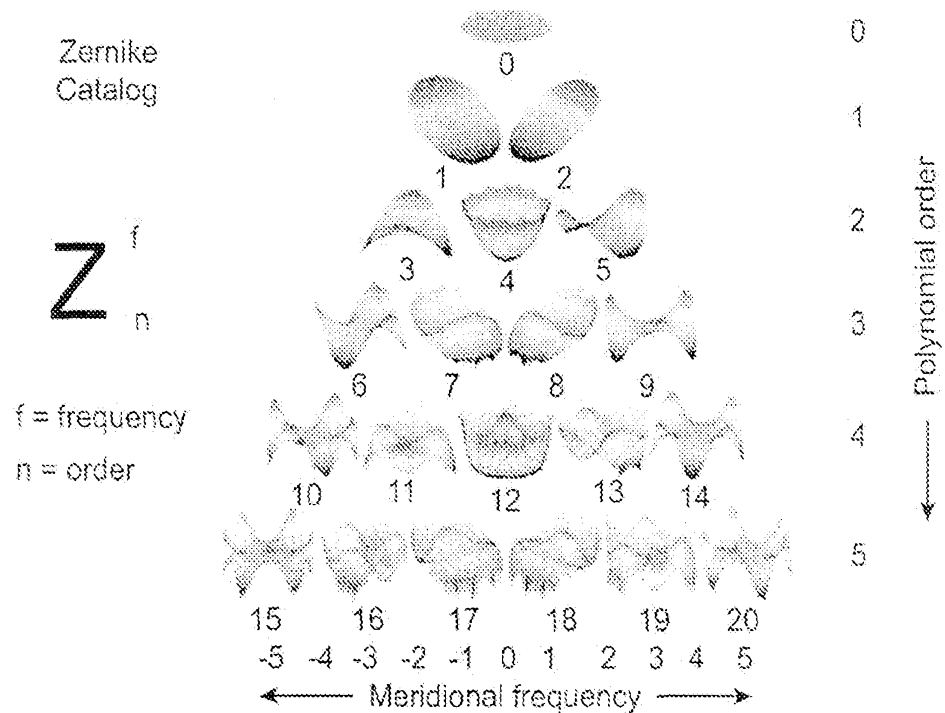 Zernike
Catalog
0
0
1
1 2
2
Z f n
3 4 5
3
6 7 8 9
f = frequency
n = order
4
10 11 12 13 14
5
15 16 17 18 19 20
-5 -4 -3 -2 -1 0 1 2 3 4 5
Meridional frequency
Polynomial order